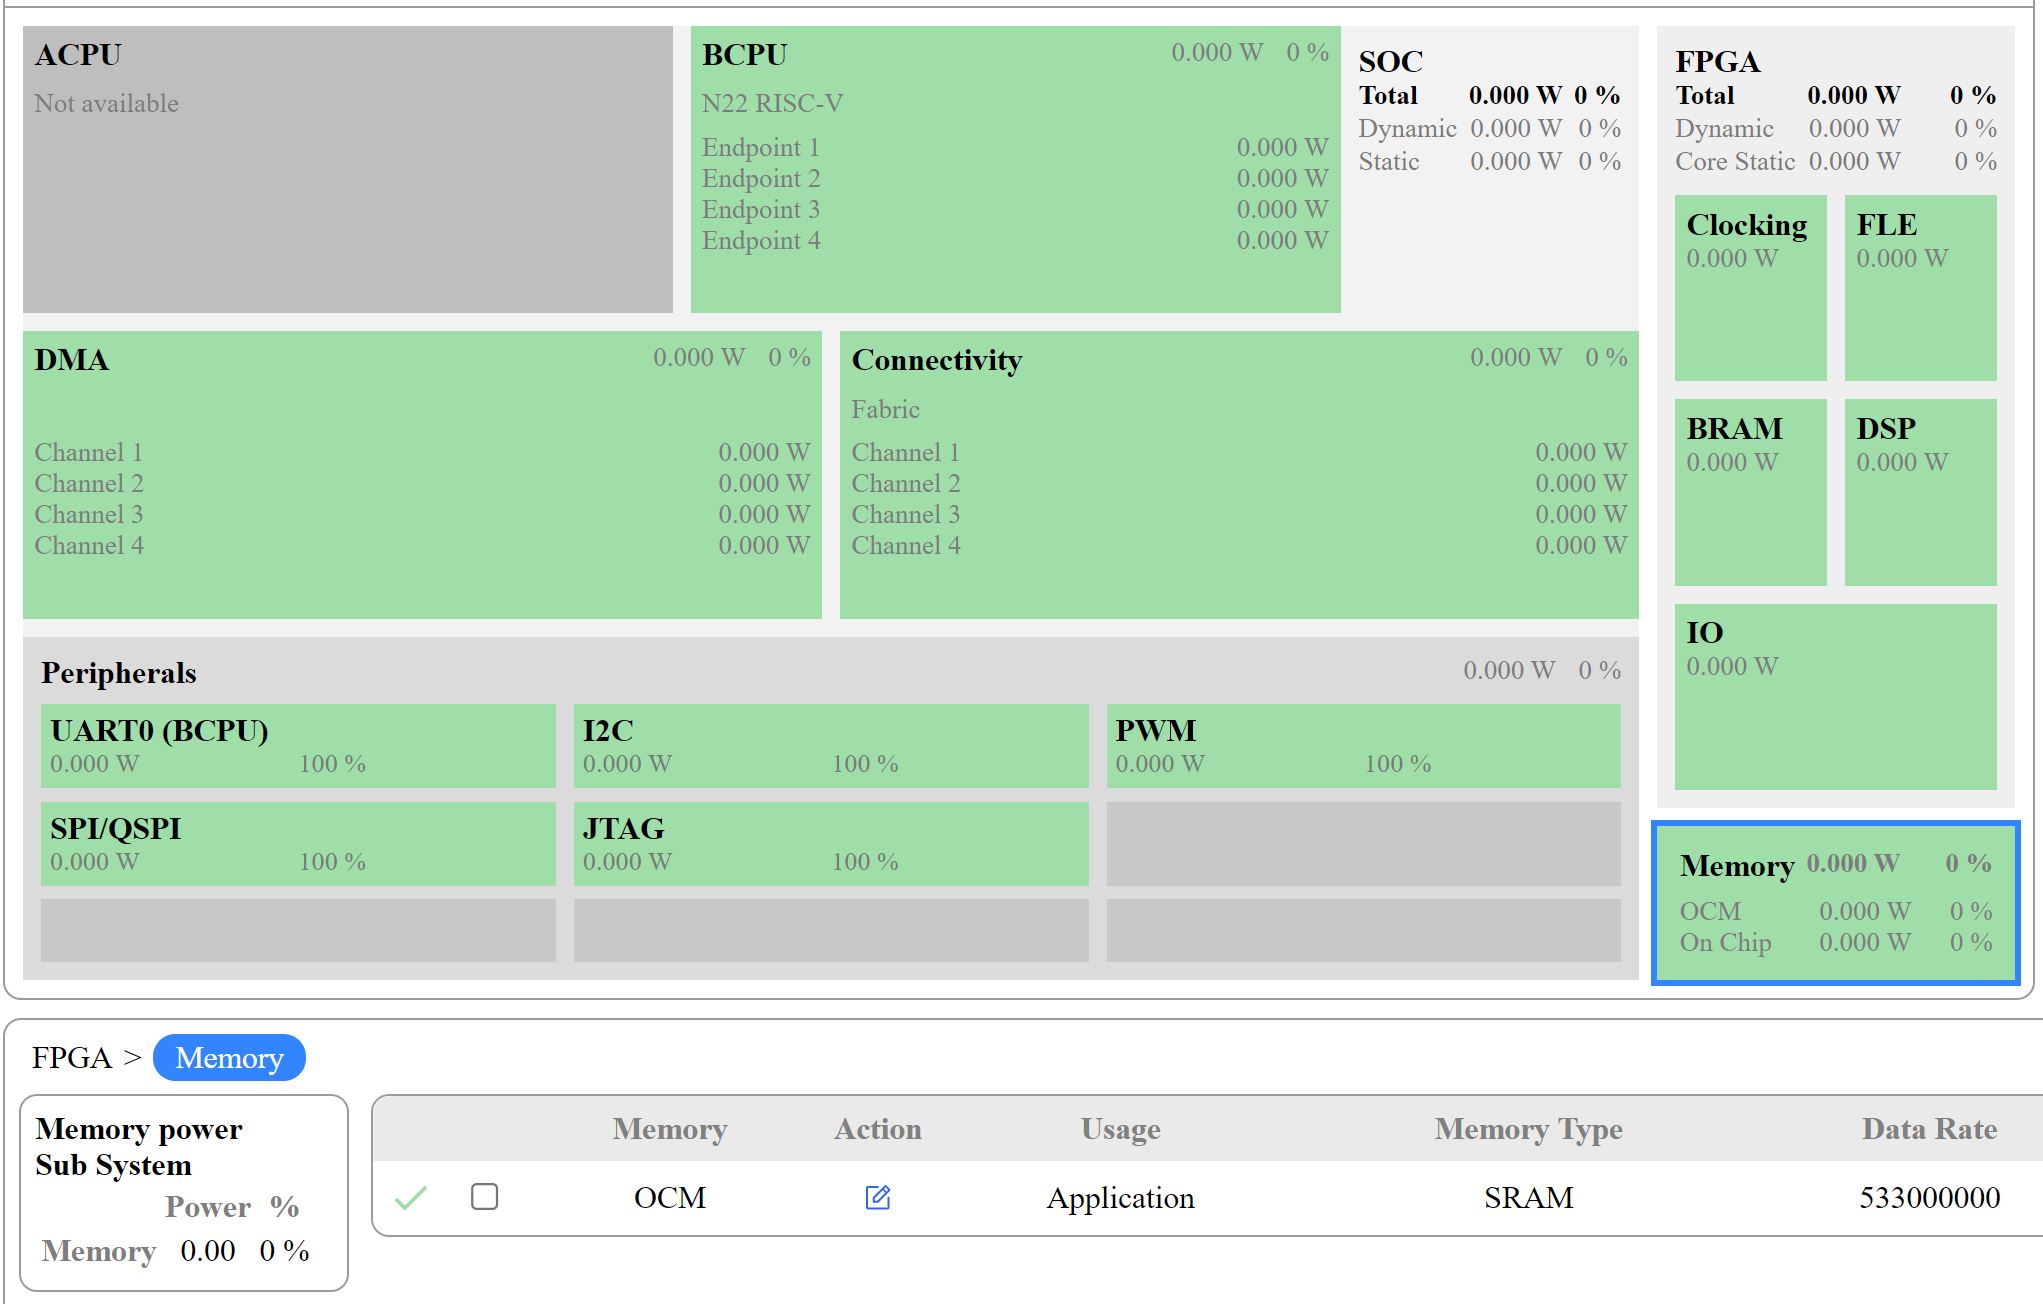 ACPU
Not available
BCPU 0.000 W 0 %
N22 RISC-V
Endpoint 1 0.000 W
Endpoint 2 0.000 W
Endpoint 3 0.000 W
Endpoint 4 0.000 W
SOC
Total 0.000 W 0 %
Dynamic 0.000 W 0 %
Static 0.000 W 0 %
FPGA
Total 0.000 W 0 %
Dynamic 0.000 W 0 %
Core Static 0.000 W 0 %
Clocking
0.000 W
FLE
0.000 W
BRAM
0.000 W
DSP
0.000 W
IO
0.000 W
DMA 0.000 W 0 %
Channel 1 0.000 W
Channel 2 0.000 W
Channel 3 0.000 W
Channel 4 0.000 W
Connectivity 0.000 W 0 %
Fabric
Channel 1 0.000 W
Channel 2 0.000 W
Channel 3 0.000 W
Channel 4 0.000 W
Peripherals 0.000 W 0 %
UART0 (BCPU)
0.000 W 100 %
I2C
0.000 W 100 %
PWM
0.000 W 100 %
SPI/QSPI
0.000 W 100 %
JTAG
0.000 W 100 %
Memory 0.000 W 0 %
OCM 0.000 W 0 %
On Chip 0.000 W 0 %
FPGA > Memory
Memory power
Sub System
Power %
Memory 0.00 0 %
Memory Action Usage Memory Type Data Rate
OCM Application SRAM 533000000